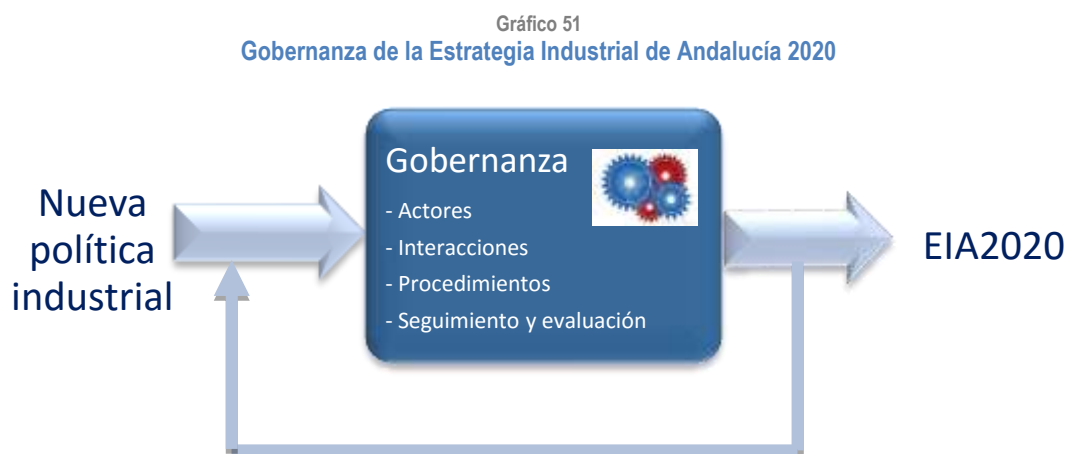 Gráfico 51
Gobernanza de la Estrategia Industrial de Andalucía 2020
Nueva
política
industrial
Gobernanza
- Actores
- Interacciones
- Procedimientos
- Seguimiento y evaluación
EIA2020